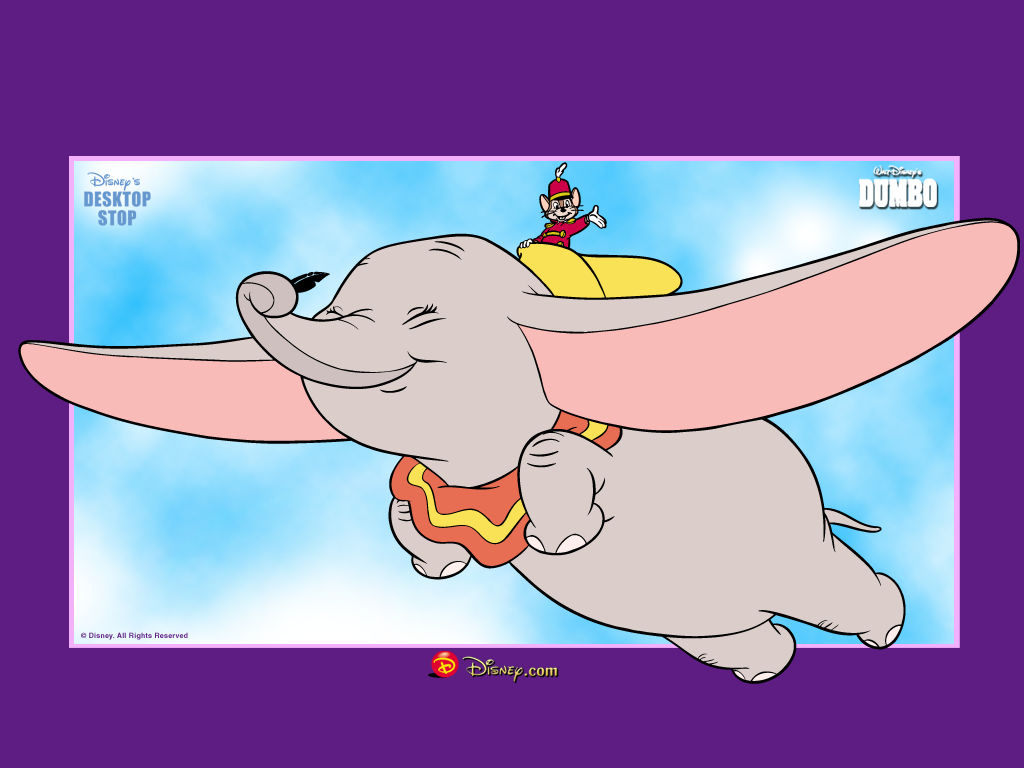 Disney's
DESKTOP
STOP
Walt Disney's
DUMBO
© Disney. All Rights Reserved
D Disney.com